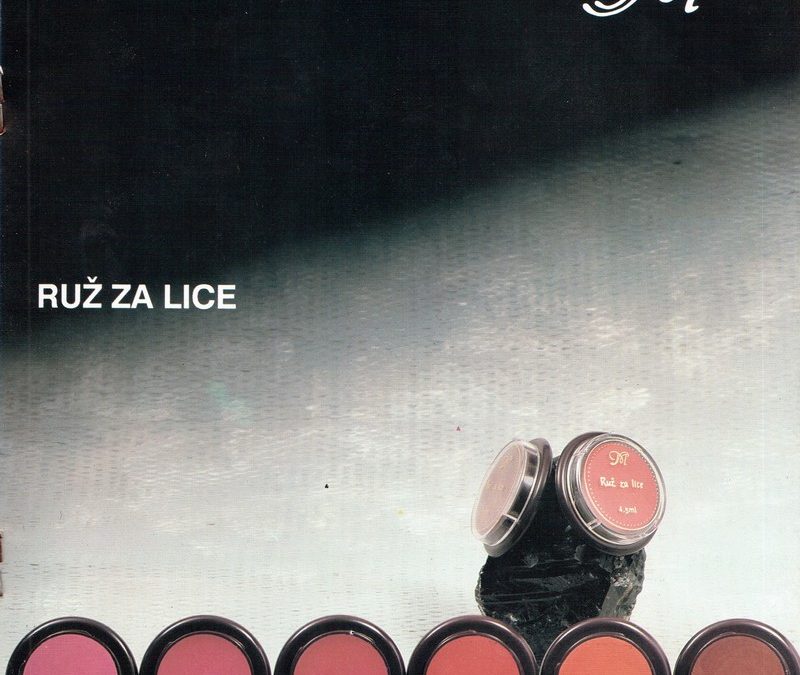 M
RUŽ ZA LICE
M
Ruž za lice
4,5ml